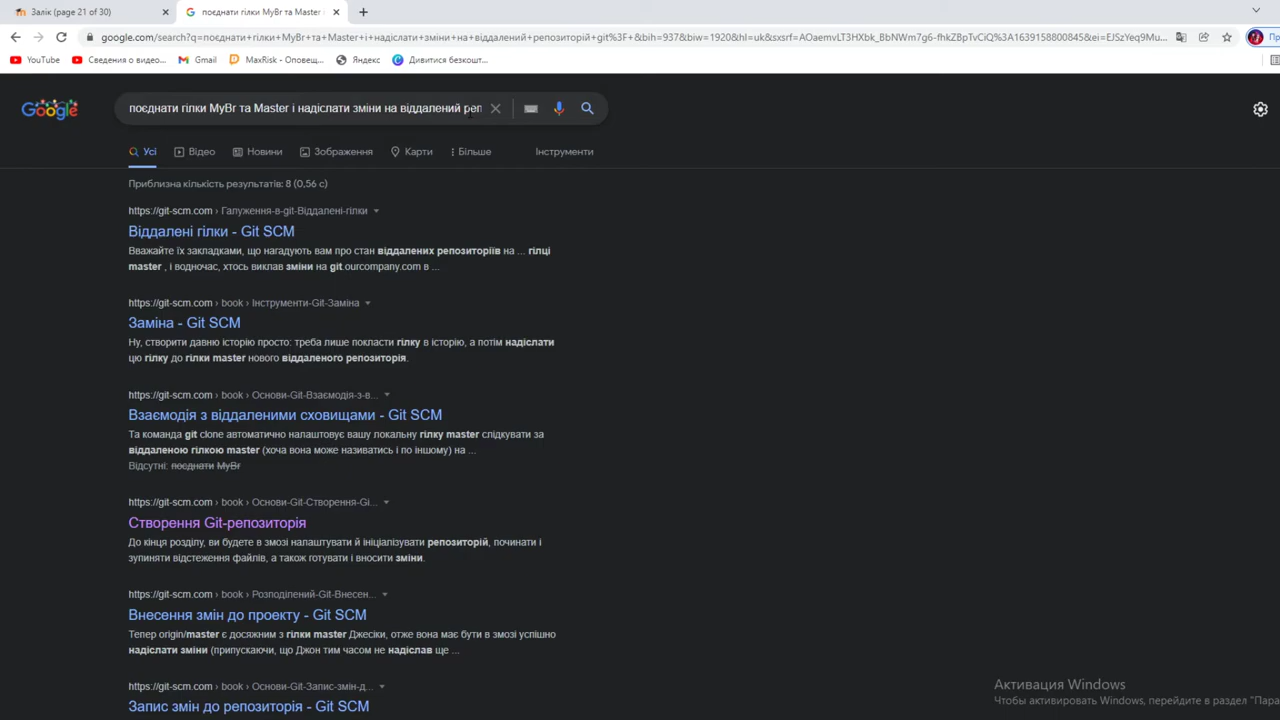 Залік (page 21 of 30)
поєднати гілки MyBr та Master
google.com/search?q=поєднати+гілки+MyBr+та+Master+і+надіслати+зміни+на+віддалений+репозиторій+git%3F+&bih=937&biw=1920&hl=uk&sxsrf=AOaemvLT3HXbk_BbNWm7g6-fhkZBpTvCiQ%3A1639158800845&ei=EJSzYeq9Mu...
Пр
YouTube
Сведения о видео...
Gmail
MaxRisk - Оповещ...
Яндекс
Дивитися безкошт...
Google
поєднати гілки MyBr та Master і надіслати зміни на віддалений реп
Усі
Відео
Новини
Зображення
Карти
Більше
Інструменти
Приблизна кількість результатів: 8 (0,56 с)
https://git-scm.com › Галуження-в-git-Віддалені-гілки
Віддалені гілки - Git SCM
Вважайте їх закладками, що нагадують вам про стан віддалених репозиторіїв на ... гілці
master , і водночас, хтось виклав зміни на git.ourcompany.com в ...
https://git-scm.com › book › Інструменти-Git-Заміна
Заміна - Git SCM
Ну, створити давню історію просто: треба лише покласти гілку в історію, а потім надіслати
цю гілку до гілки master нового віддаленого репозиторія.
https://git-scm.com › book › Основи-Git-Взаємодія-з-в...
Взаємодія з віддаленими сховищами - Git SCM
Та команда git clone автоматично налаштовує вашу локальну гілку master слідкувати за
віддаленою гілкою master (хоча вона може називатись і по іншому) на ...
Відсутні: поєднати MyBr
https://git-scm.com › book › Основи-Git-Створення-Gi...
Створення Git-репозиторія
До кінця розділу, ви будете в змозі налаштувати й ініціалізувати репозиторій, починати і
зупиняти відстеження файлів, а також готувати і вносити зміни.
https://git-scm.com › book › Розподілений-Git-Внесен...
Внесення змін до проекту - Git SCM
Тепер origin/master є досяжним з гілки master Джесіки, отже вона має бути в змозі успішно
надіслати зміни (припускаючи, що Джон тим часом не надіслав ще ...
https://git-scm.com › book › Основи-Git-Запис-змін-д...
Запис змін до репозиторія - Git SCM
Активация Windows
Чтобы активировать Windows, перейдите в раздел "Пара